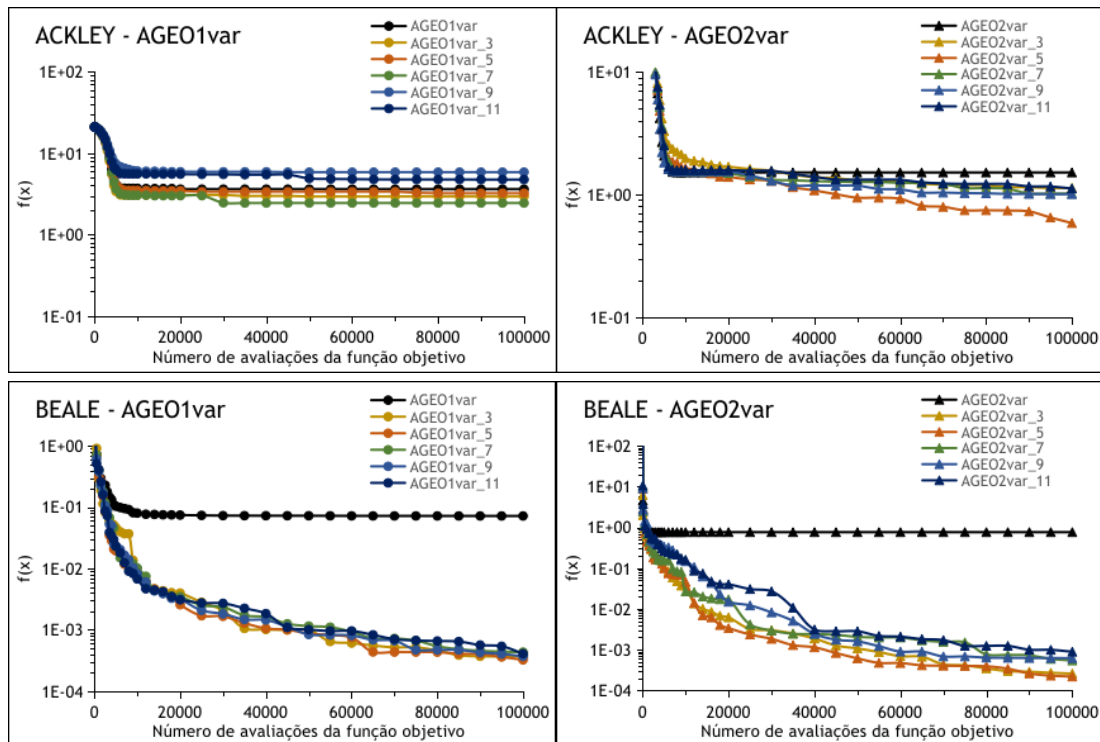 ACKLEY - AGEO1var
AGEO1var
AGEO1var_3
AGEO1var_5
AGEO1var_7
AGEO1var_9
AGEO1var_11
1E+02
1E+01
1E+00
1E-01
f(x)
0 20000 40000 60000 80000 100000
Número de avaliações da função objetivo
ACKLEY - AGEO2var
AGEO2var
AGEO2var_3
AGEO2var_5
AGEO2var_7
AGEO2var_9
AGEO2var_11
1E+01
1E+00
1E-01
f(x)
0 20000 40000 60000 80000 100000
Número de avaliações da função objetivo
BEALE - AGEO1var
AGEO1var
AGEO1var_3
AGEO1var_5
AGEO1var_7
AGEO1var_9
AGEO1var_11
1E+00
1E-01
1E-02
1E-03
1E-04
f(x)
0 20000 40000 60000 80000 100000
Número de avaliações da função objetivo
BEALE - AGEO2var
AGEO2var
AGEO2var_3
AGEO2var_5
AGEO2var_7
AGEO2var_9
AGEO2var_11
1E+02
1E+01
1E+00
1E-01
1E-02
1E-03
1E-04
f(x)
0 20000 40000 60000 80000 100000
Número de avaliações da função objetivo